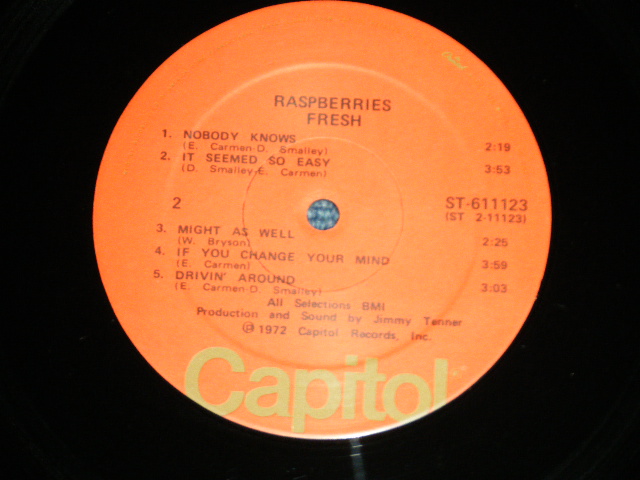 Capitol
RASPBERRIES
FRESH
1. NOBODY KNOWS 2:19
(E. Carmen-D. Smalley)
2. IT SEEMED SO EASY 3:53
(D. Smalley-E. Carmen)
2 ST-611123
(ST 2-11123)
3. MIGHT AS WELL 2:25
(W. Bryson)
4. IF YOU CHANGE YOUR MIND 3:59
(E. Carmen)
5. DRIVIN' AROUND 3:03
(E. Carmen-D. Smalley)
All Selections BMI
Production and Sound by Jimmy Tenner
Ⓟ1972 Capitol Records, Inc.
Capitol